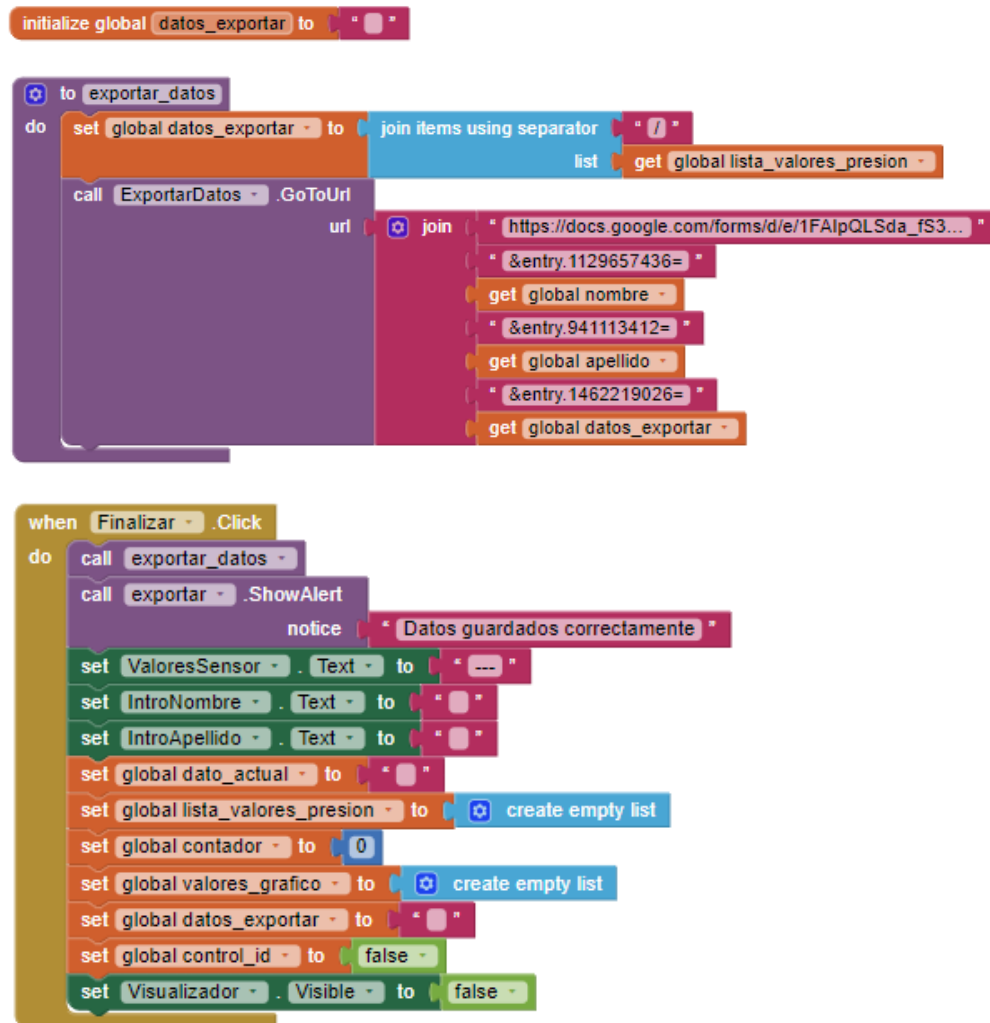 initialize global datos_exportar to " "
to exportar_datos
do set global datos_exportar to join items using separator " / "
list get global lista_valores_presion
call ExportarDatos .GoToUrl
url join " https://docs.google.com/forms/d/e/1FAIpQLSda_fS3... "
" &entry.1129657436= "
get global nombre
" &entry.941113412= "
get global apellido
" &entry.1462219026= "
get global datos_exportar
when Finalizar .Click
do call exportar_datos
call exportar .ShowAlert
notice " Datos guardados correctamente "
set ValoresSensor . Text to " --- "
set IntroNombre . Text to " "
set IntroApellido . Text to " "
set global dato_actual to " "
set global lista_valores_presion to create empty list
set global contador to 0
set global valores_grafico to create empty list
set global datos_exportar to " "
set global control_id to false
set Visualizador . Visible to false